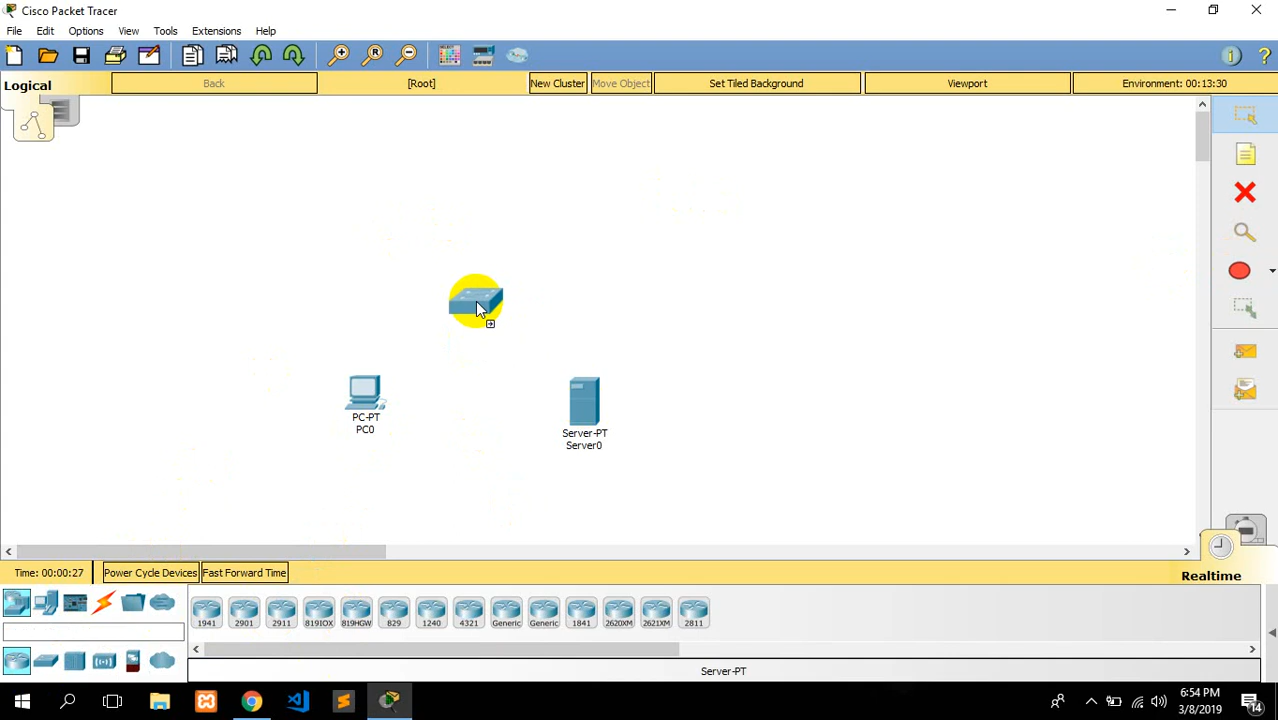 Cisco Packet Tracer
File Edit Options View Tools Extensions Help
Logical Back [Root] New Cluster Move Object Set Tiled Background Viewport Environment: 00:13:30
PC-PT
PC0
Server-PT
Server0
Time: 00:00:27 Power Cycle Devices Fast Forward Time Realtime
1941 2901 2911 819IOX 819HGW 829 1240 4321 Generic Generic 1841 2620XM 2621XM 2811
Server-PT
6:54 PM
3/8/2019
14